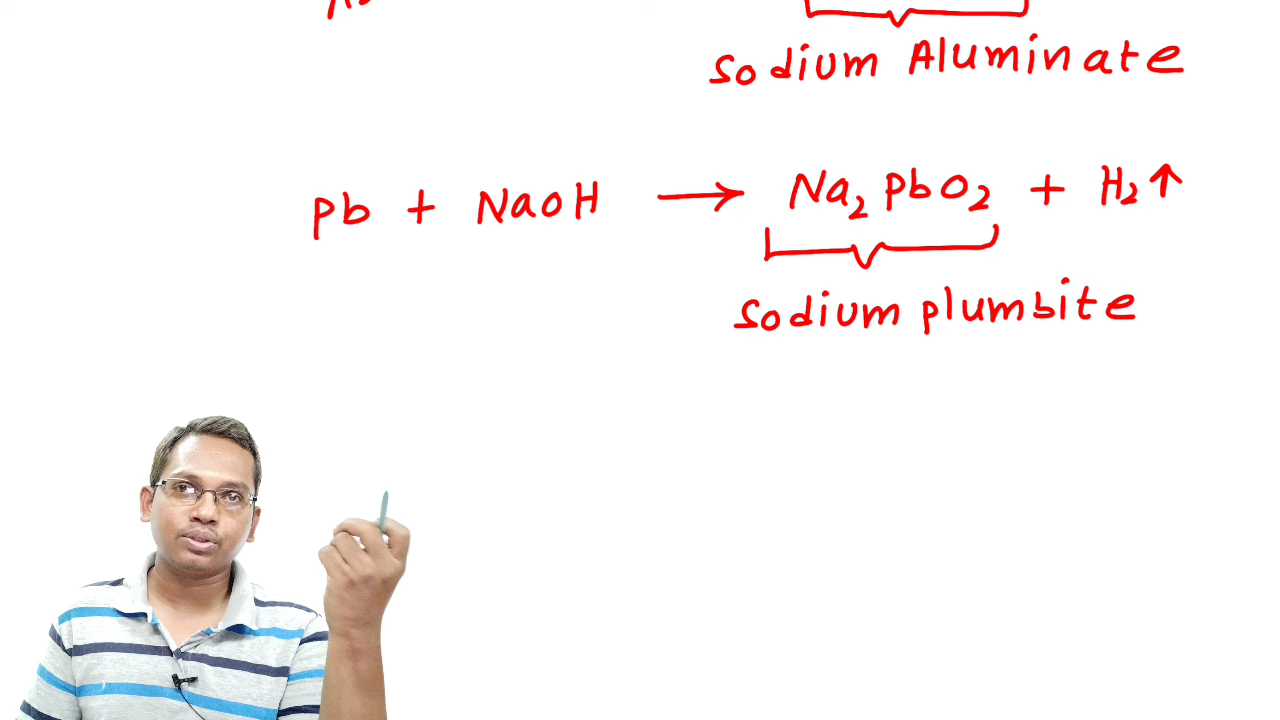 sodium Aluminate
Pb + NaOH → Na₂PbO₂ + H₂↑
sodium plumbite